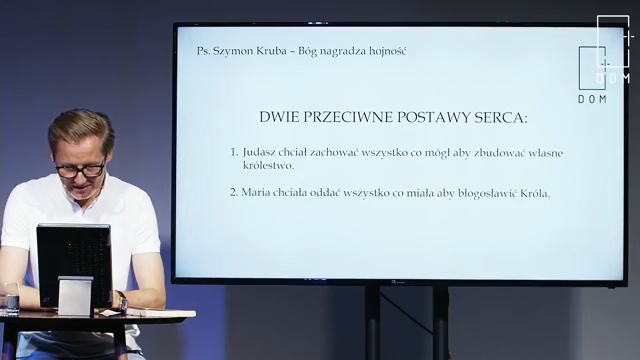 Ps. Szymon Kruba – Bóg nagradza hojność
DOM
DOM
DWIE PRZECIWNE POSTAWY SERCA:
1. Judasz chciał zachować wszystko co mógł aby zbudować własne
królestwo.
2. Maria chciała oddać wszystko co miała aby błogosławić Króla.